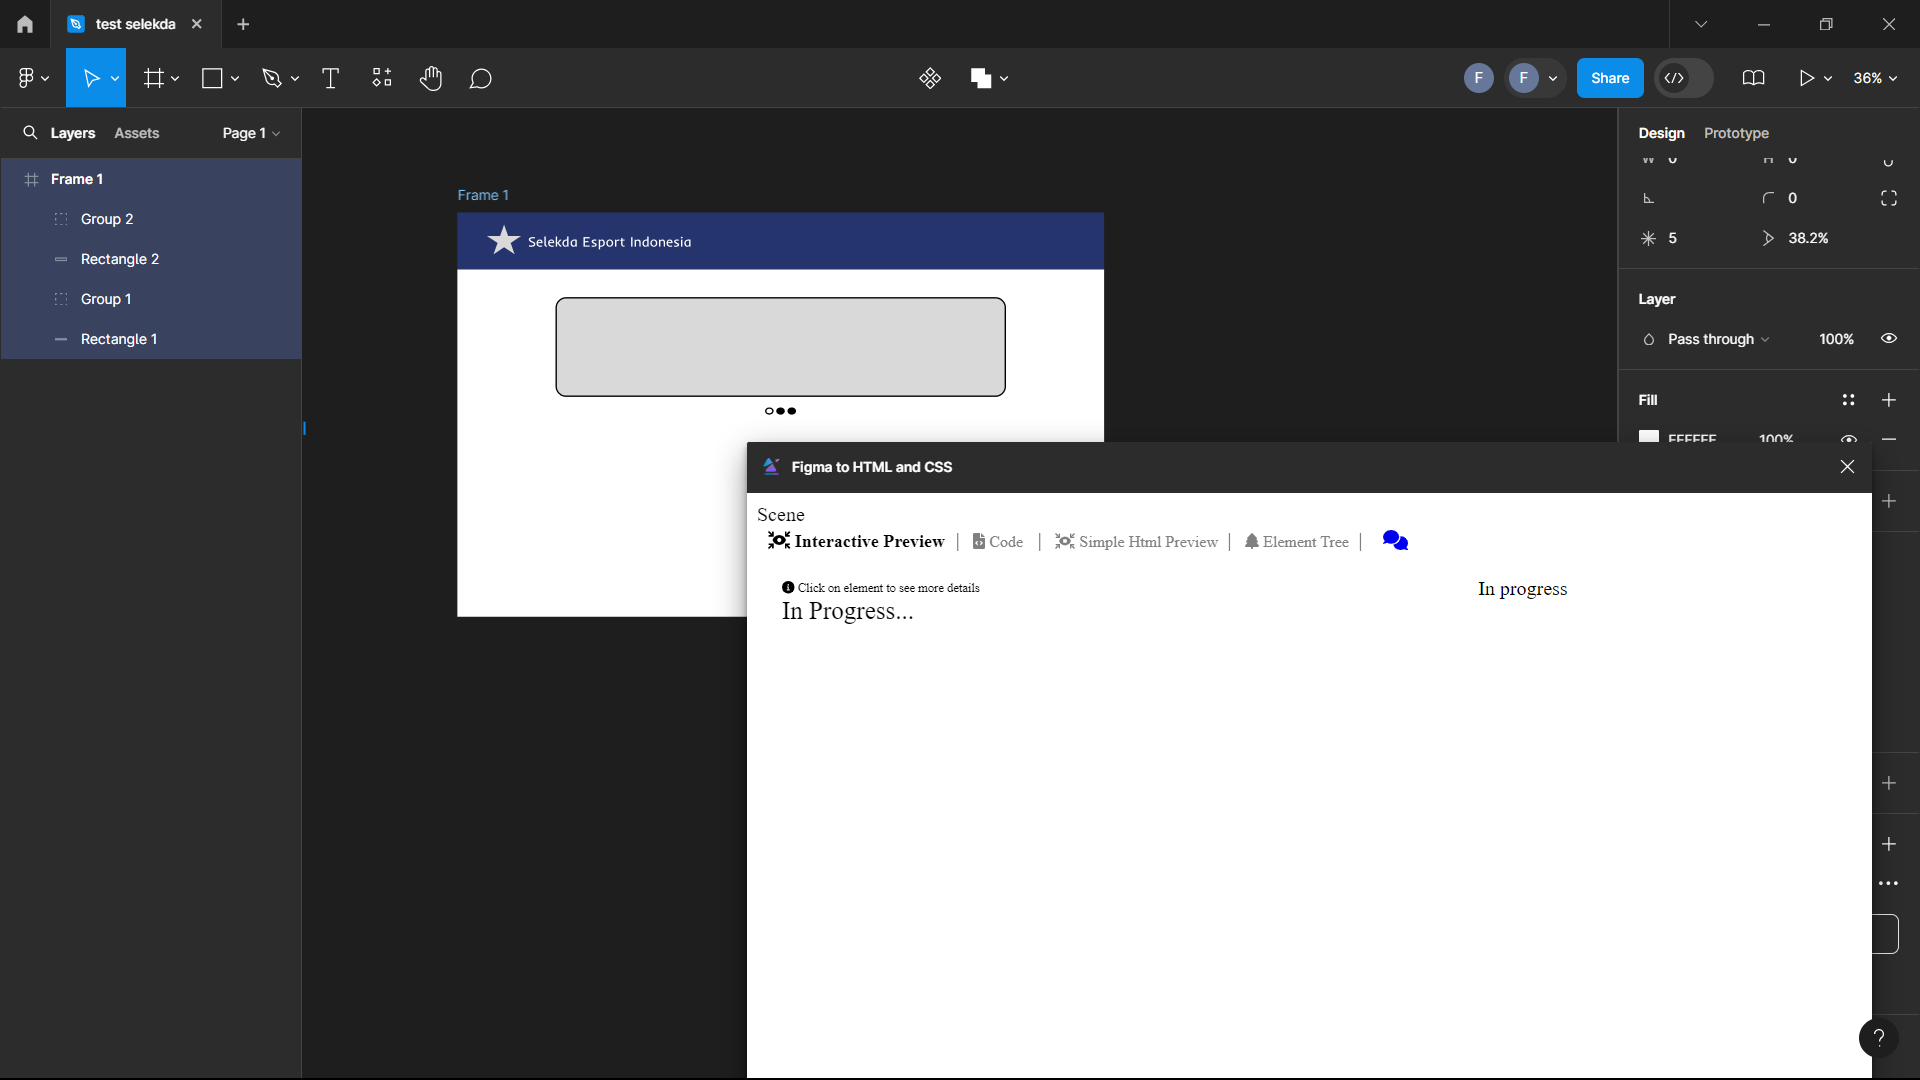 test selekda
F
F
Share
36%
Layers
Assets
Page 1
Frame 1
Group 2
Rectangle 2
Group 1
Rectangle 1
Frame 1
Selekda Esport Indonesia
Design
Prototype
W 0
H 0
0
5
38.2%
Layer
Pass through
100%
Fill
FFFFFF
100%
Figma to HTML and CSS
Scene
Interactive Preview | Code | Simple Html Preview | Element Tree |
Click on element to see more details
In Progress...
In progress
?